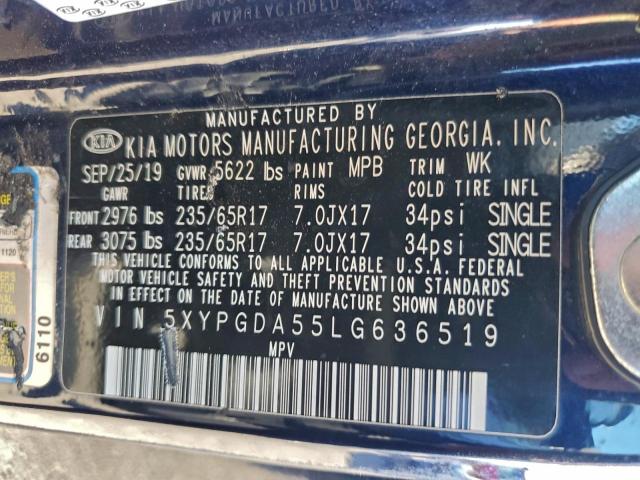 MANUFACTURED BY
KIA KIA MOTORS MANUFACTURING GEORGIA, INC.
SEP/25/19 GVWR 5622 lbs PAINT MPB TRIM WK
GAWR TIRES RIMS COLD TIRE INFL
FRONT 2976 lbs 235/65R17 7.0JX17 34psi SINGLE
REAR 3075 lbs 235/65R17 7.0JX17 34psi SINGLE
THIS VEHICLE CONFORMS TO ALL APPLICABLE U.S.A. FEDERAL
MOTOR VEHICLE SAFETY AND THEFT PREVENTION STANDARDS
IN EFFECT ON THE DATE OF MANUFACTURE SHOWN ABOVE.
VIN 5XYPGDA55LG636519
MPV
1120
6110